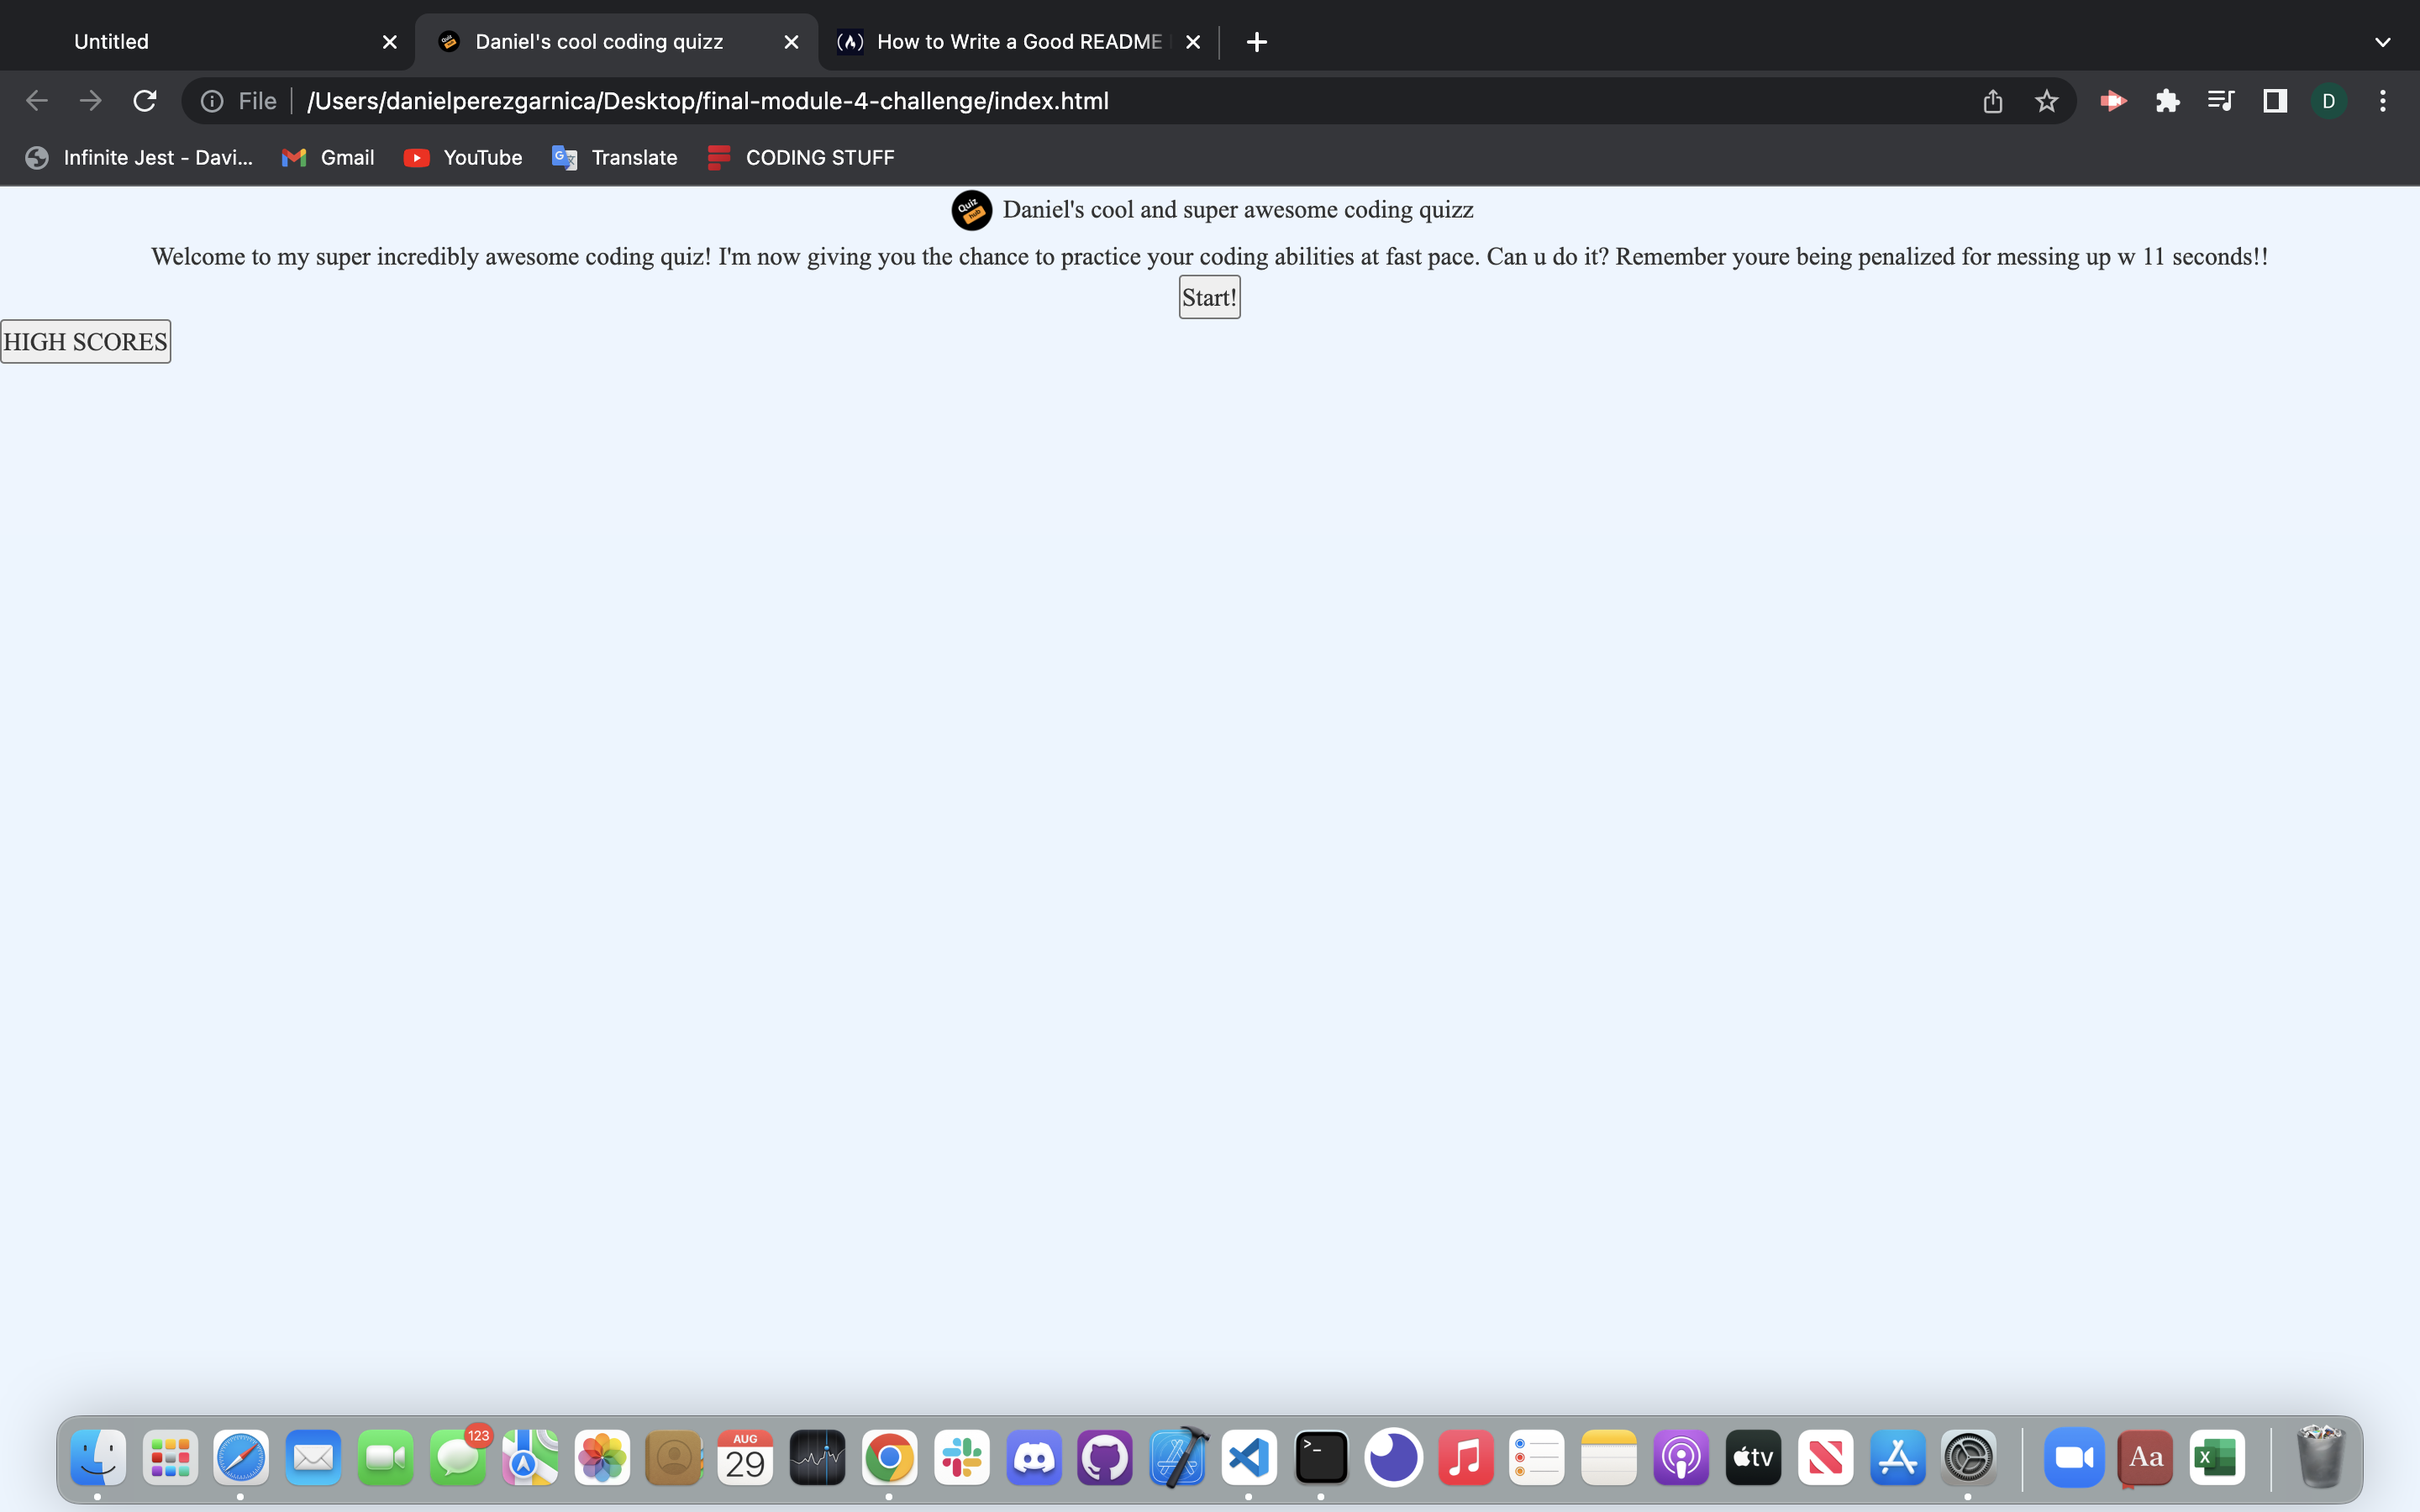 Untitled
Daniel's cool coding quizz
How to Write a Good README
File
/Users/danielperezgarnica/Desktop/final-module-4-challenge/index.html
D
Infinite Jest - Davi...
Gmail
YouTube
Translate
CODING STUFF
Quiz
hub
Daniel's cool and super awesome coding quizz
Welcome to my super incredibly awesome coding quiz! I'm now giving you the chance to practice your coding abilities at fast pace. Can u do it? Remember youre being penalized for messing up w 11 seconds!!
Start!
HIGH SCORES
123
AUG
29
>_
tv
Aa
X